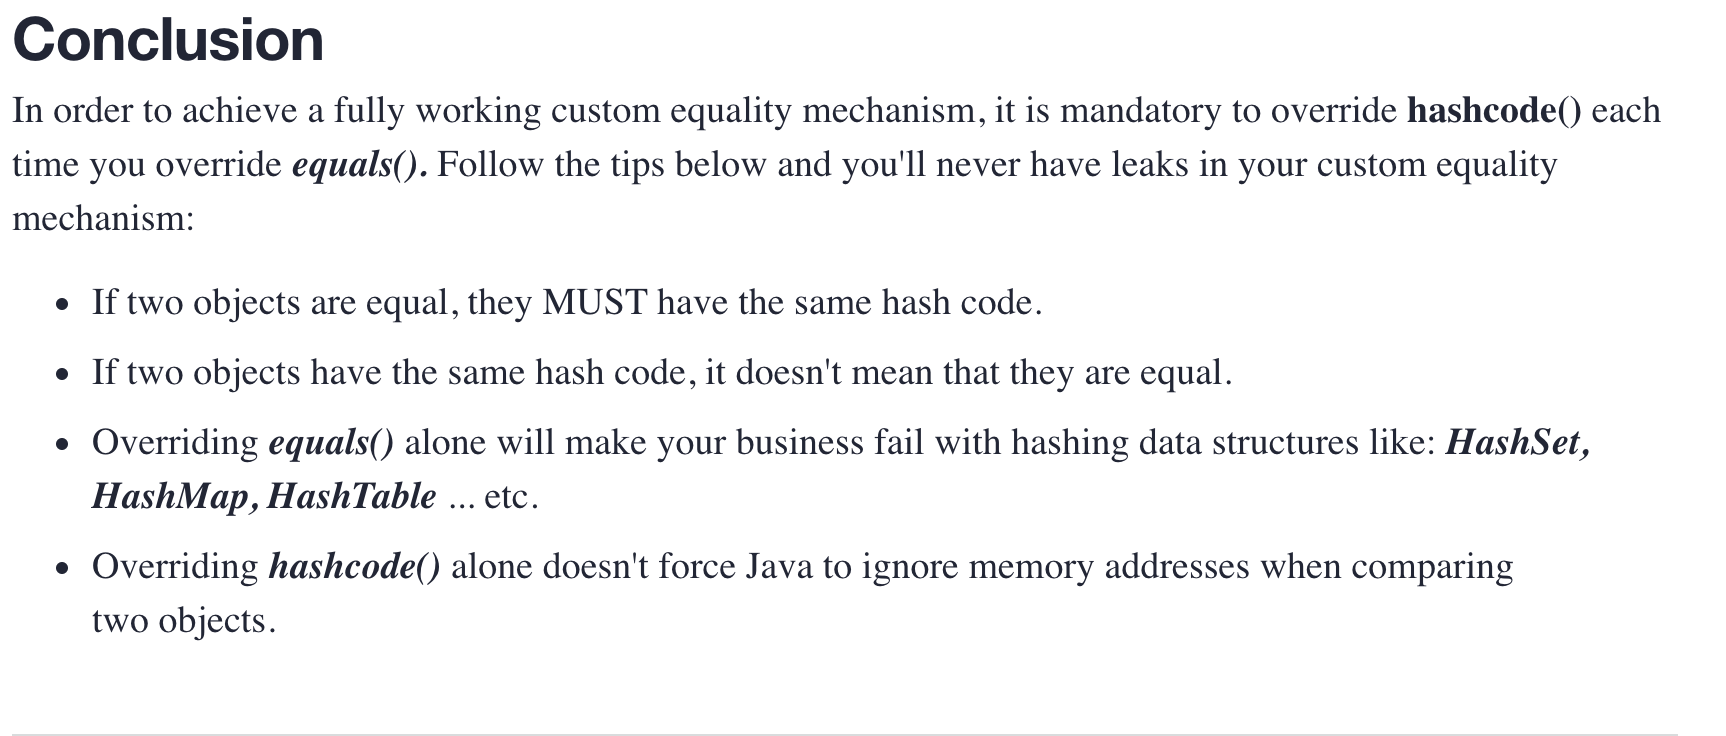 Conclusion
In order to achieve a fully working custom equality mechanism, it is mandatory to override hashcode() each
time you override equals(). Follow the tips below and you'll never have leaks in your custom equality
mechanism:
• If two objects are equal, they MUST have the same hash code.
• If two objects have the same hash code, it doesn't mean that they are equal.
• Overriding equals() alone will make your business fail with hashing data structures like: HashSet,
HashMap, HashTable ... etc.
• Overriding hashcode() alone doesn't force Java to ignore memory addresses when comparing
two objects.